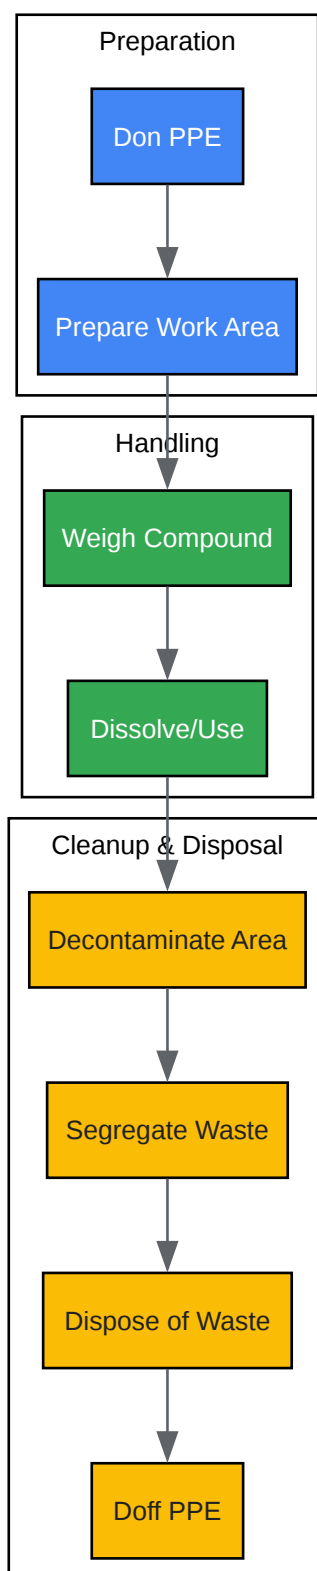 Preparation
Don PPE
Prepare Work Area
Handling
Weigh Compound
Dissolve/Use
Cleanup & Disposal
Decontaminate Area
Segregate Waste
Dispose of Waste
Doff PPE